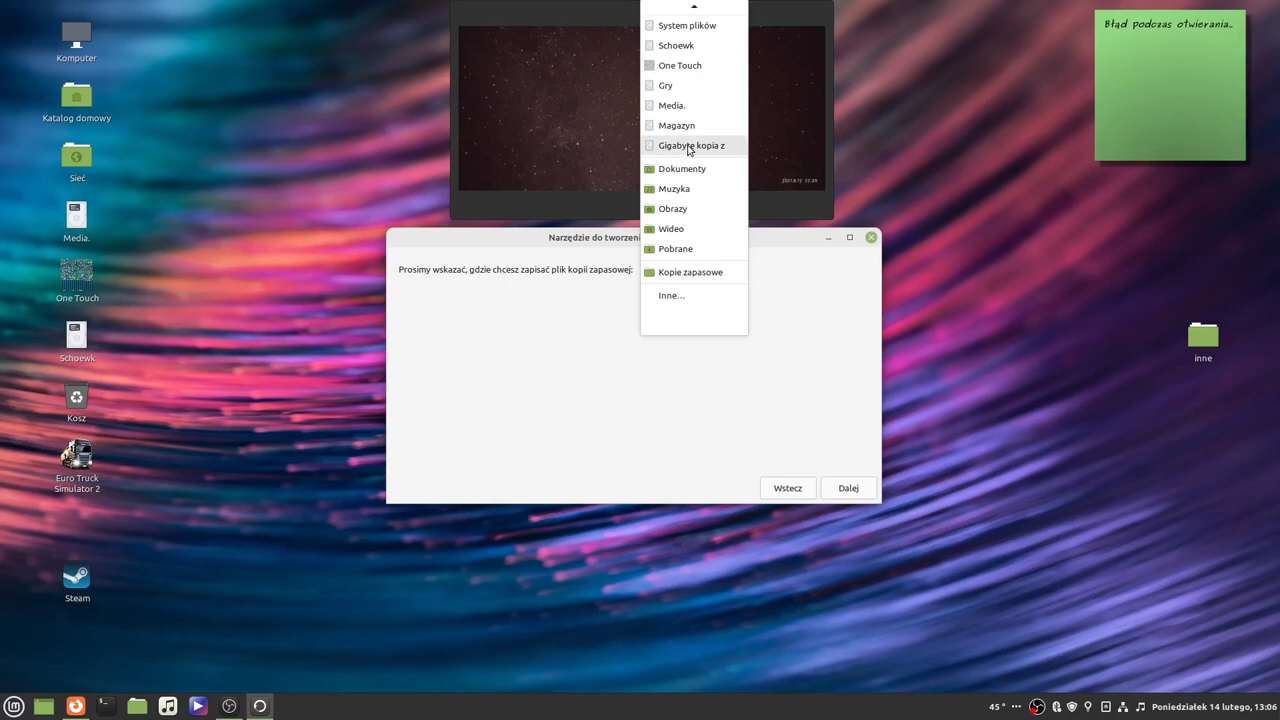 Komputer
Katalog domowy
Sieć
Media.
One Touch
Schoewk
Kosz
Euro Truck
Simulator 2
Steam
System plików
Schoewk
One Touch
Gry
Media.
Magazyn
Gigabyte kopia z
Dokumenty
Muzyka
Obrazy
Wideo
Pobrane
Kopie zapasowe
Inne...
Narzędzie do tworzeni
Prosimy wskazać, gdzie chcesz zapisać plik kopii zapasowej:
Wstecz
Dalej
Błąd podczas otwierania..
inne
45 °
Poniedziałek 14 lutego, 13:06